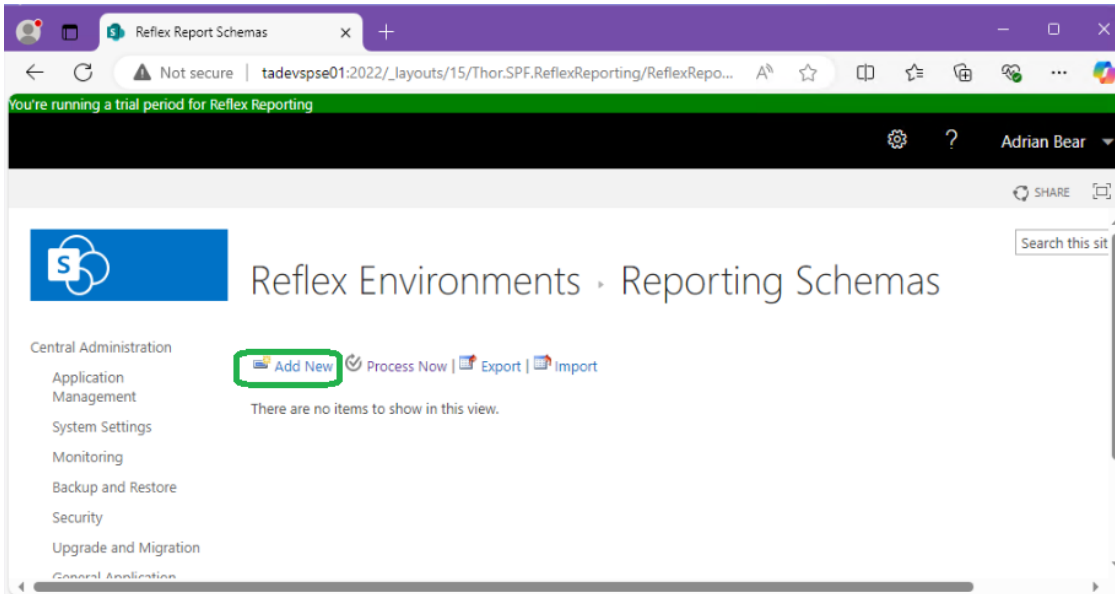 Reflex Report Schemas
Not secure | tadevspse01:2022/_layouts/15/Thor.SPF.ReflexReporting/ReflexRepo...
You're running a trial period for Reflex Reporting
? Adrian Bear
SHARE
Search this sit
S
Reflex Environments Reporting Schemas
Central Administration
Add New Process Now | Export | Import
Application
Management
There are no items to show in this view.
System Settings
Monitoring
Backup and Restore
Security
Upgrade and Migration
General Application